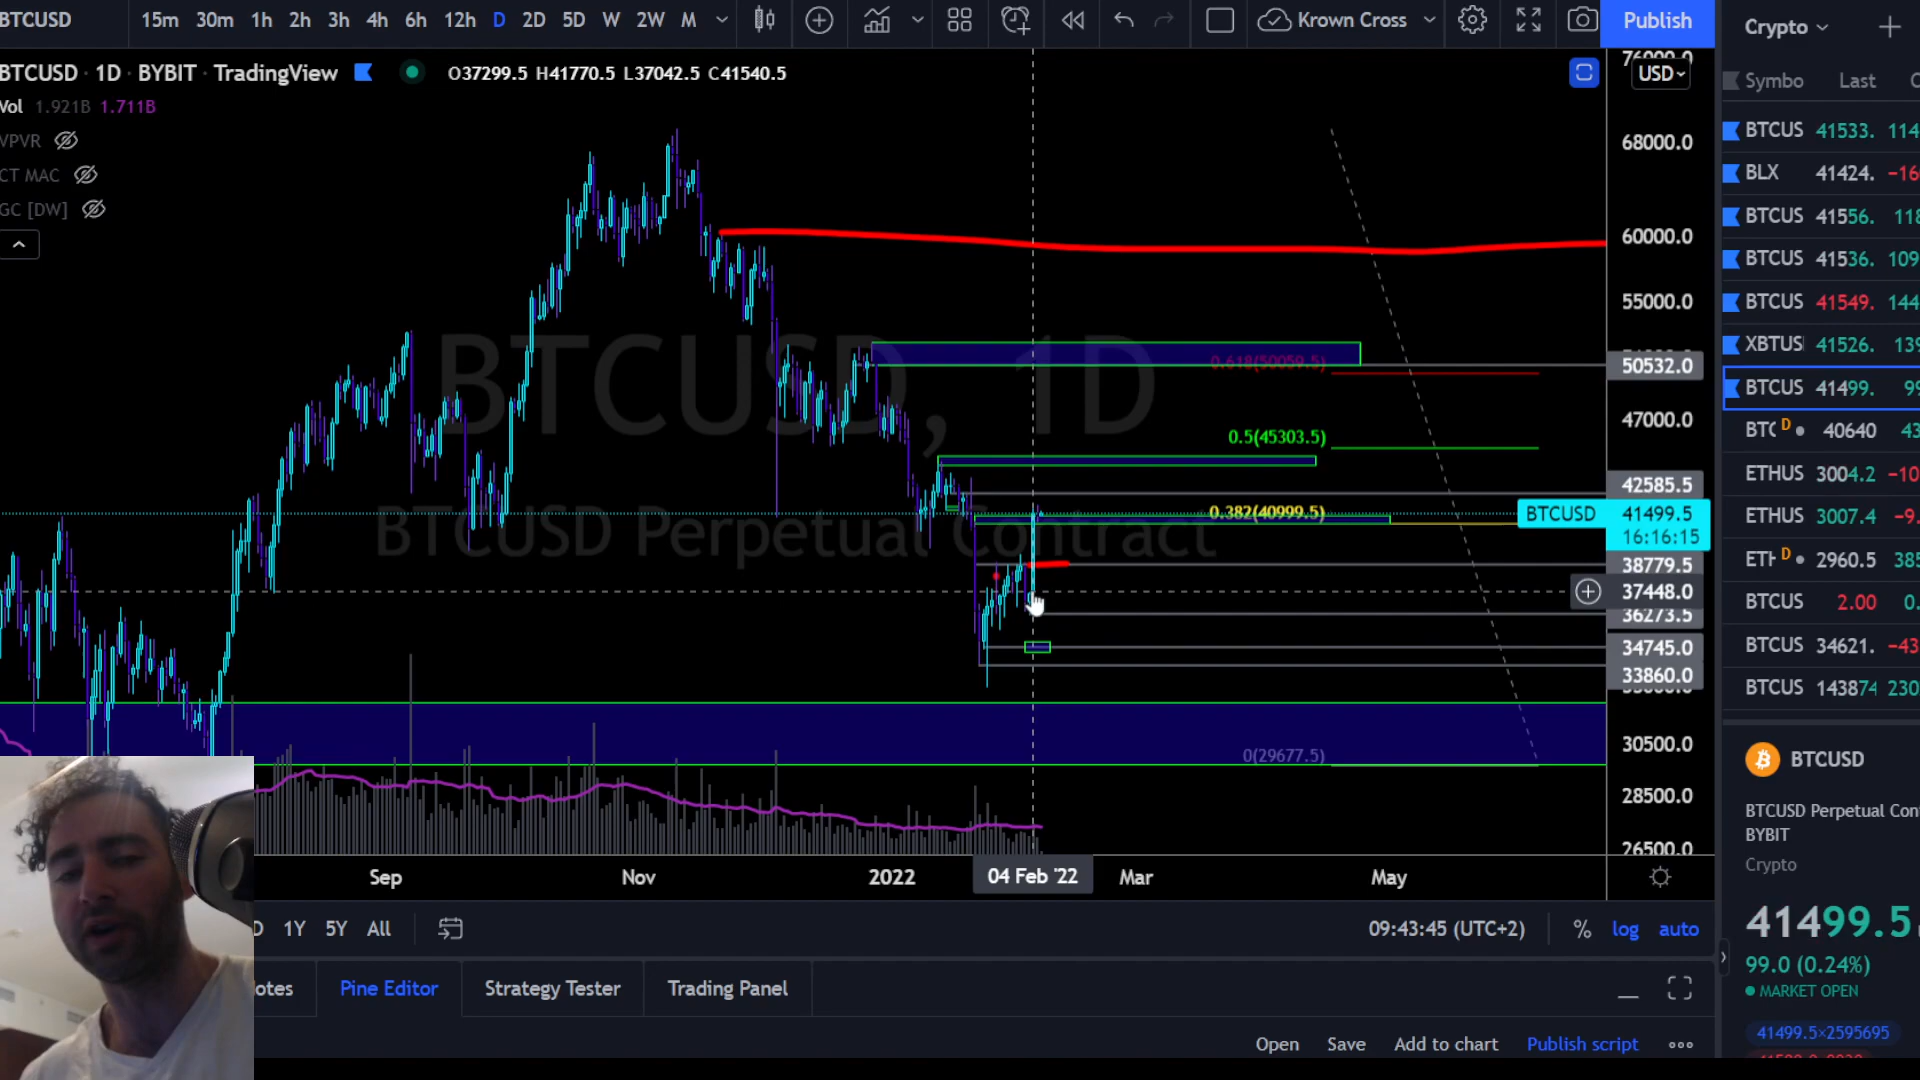 BTCUSD 15m 30m 1h 2h 3h 4h 6h 12h D 2D 5D W 2W M Krown Cross Publish Crypto
BTCUSD · 1D · BYBIT · TradingView O37299.5 H41770.5 L37042.5 C41540.5 USD
Vol 1.921B 1.711B
VPVR
CT MAC
GC [DW]
BTCUSD, 1D
BTCUSD Perpetual Contract
0.618(50059.5)
0.5(45303.5)
0.382(40999.5)
0(29677.5)
76000.0
68000.0
60000.0
55000.0
50532.0
47000.0
42585.5
BTCUSD 41499.5
16:16:15
38779.5
37448.0
36273.5
34745.0
33860.0
30500.0
28500.0
26500.0
Sep Nov 2022 04 Feb '22 Mar May
D 1Y 5Y All 09:43:45 (UTC+2) % log auto
otes Pine Editor Strategy Tester Trading Panel
Open Save Add to chart Publish script
Symbo Last C
BTCUS 41533. 114
BLX 41424. −16
BTCUS 41556. 118
BTCUS 41536. 109
BTCUS 41549. 144
XBTUS 41526. 139
BTCUS 41499. 99
BTC D 40640 43
ETHUS 3004.2 −10
ETHUS 3007.4 −9.
ETH D 2960.5 385
BTCUS 2.00 0.
BTCUS 34621. −43
BTCUS 143874 230
BTCUSD
BTCUSD Perpetual Con
BYBIT
Crypto
41499.5
99.0 (0.24%)
MARKET OPEN
41499.5×2595695